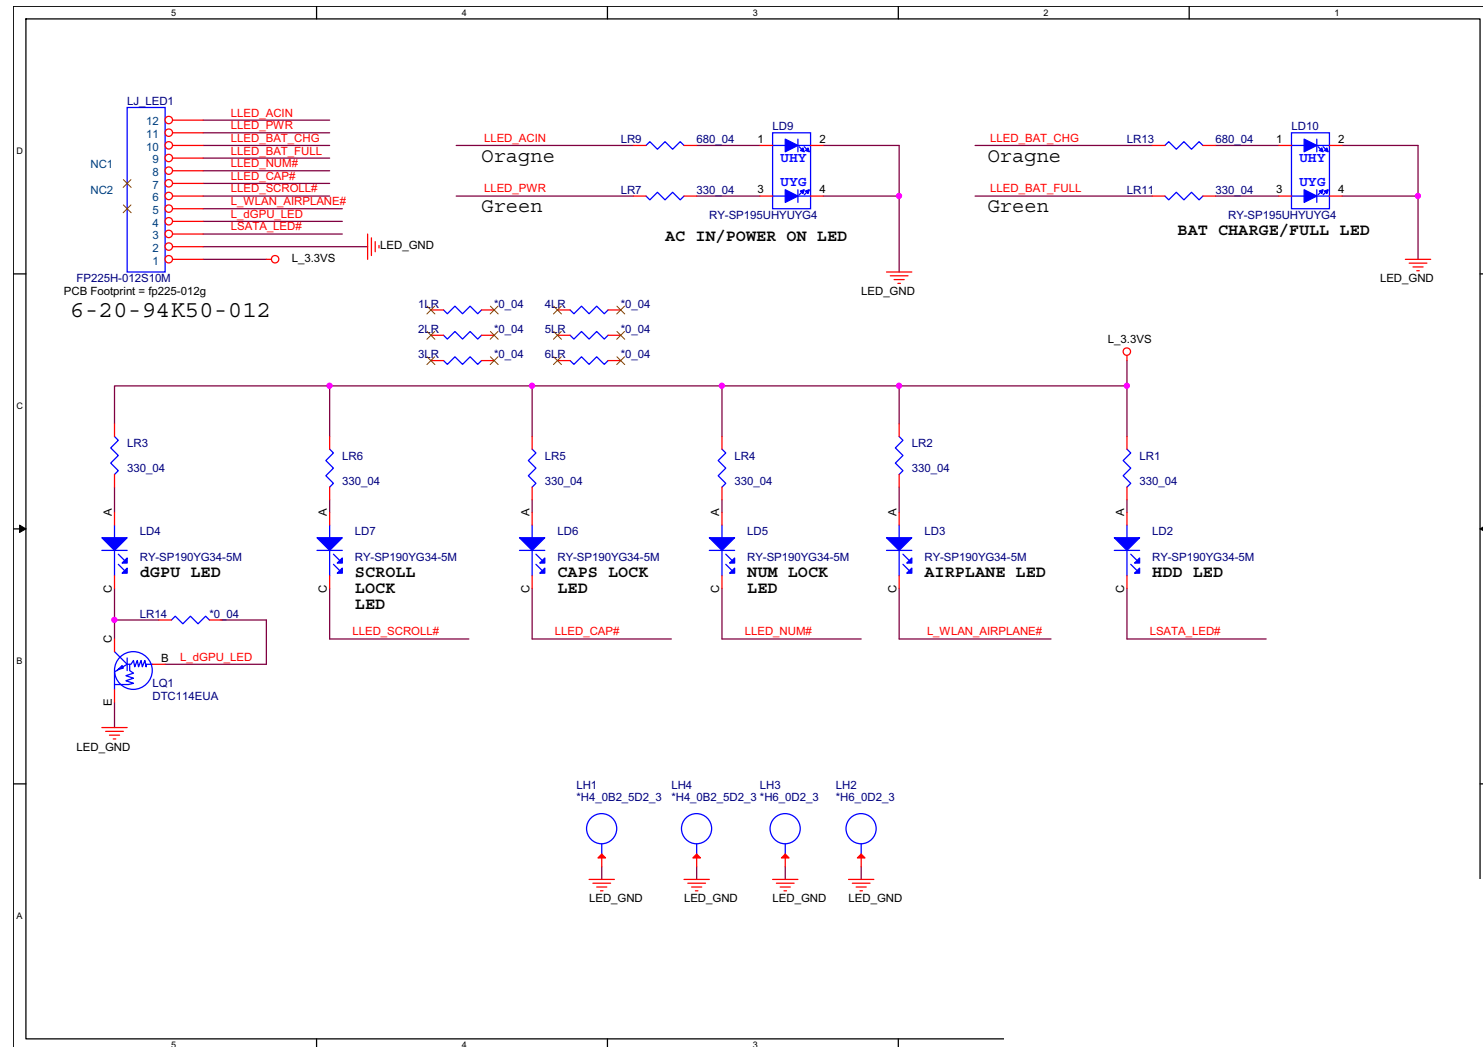 5 4 3 2 1
D
C
B
A
LJ_LED1
12 LLED_ACIN
11 LLED_PWR
10 LLED_BAT_CHG
9 LLED_BAT_FULL
8 LLED_NUM#
7 LLED_CAP#
6 LLED_SCROLL#
5 L_WLAN_AIRPLANE#
4 L_dGPU_LED
3 LSATA_LED#
2 LED_GND
1 L_3.3VS
NC1
NC2
FP225H-012S10M
PCB Footprint = fp225-012g
6-20-94K50-012
LLED_ACIN LR9 680_04 1 LD9 2
Oragne
UHY
UYG
LLED_PWR LR7 330_04 3 4
Green
RY-SP195UHYUYG4
AC IN/POWER ON LED
LED_GND
LLED_BAT_CHG LR13 680_04 1 LD10 2
Oragne
UHY
UYG
LLED_BAT_FULL LR11 330_04 3 4
Green
RY-SP195UHYUYG4
BAT CHARGE/FULL LED
LED_GND
1LR *0_04 4LR *0_04
2LR *0_04 5LR *0_04
3LR *0_04 6LR *0_04
L_3.3VS
LR3
330_04
A
LD4
RY-SP190YG34-5M
dGPU LED
C
LR14 *0_04
C
B L_dGPU_LED
LQ1
DTC114EUA
E
LED_GND
LR6
330_04
A
LD7
RY-SP190YG34-5M
SCROLL
LOCK
LED
C
LLED_SCROLL#
LR5
330_04
A
LD6
RY-SP190YG34-5M
CAPS LOCK
LED
C
LLED_CAP#
LR4
330_04
A
LD5
RY-SP190YG34-5M
NUM LOCK
LED
C
LLED_NUM#
LR2
330_04
A
LD3
RY-SP190YG34-5M
AIRPLANE LED
C
L_WLAN_AIRPLANE#
LR1
330_04
A
LD2
RY-SP190YG34-5M
HDD LED
C
LSATA_LED#
LH1 LH4 LH3 LH2
*H4_0B2_5D2_3 *H4_0B2_5D2_3 *H6_0D2_3 *H6_0D2_3
LED_GND LED_GND LED_GND LED_GND
5 4 3